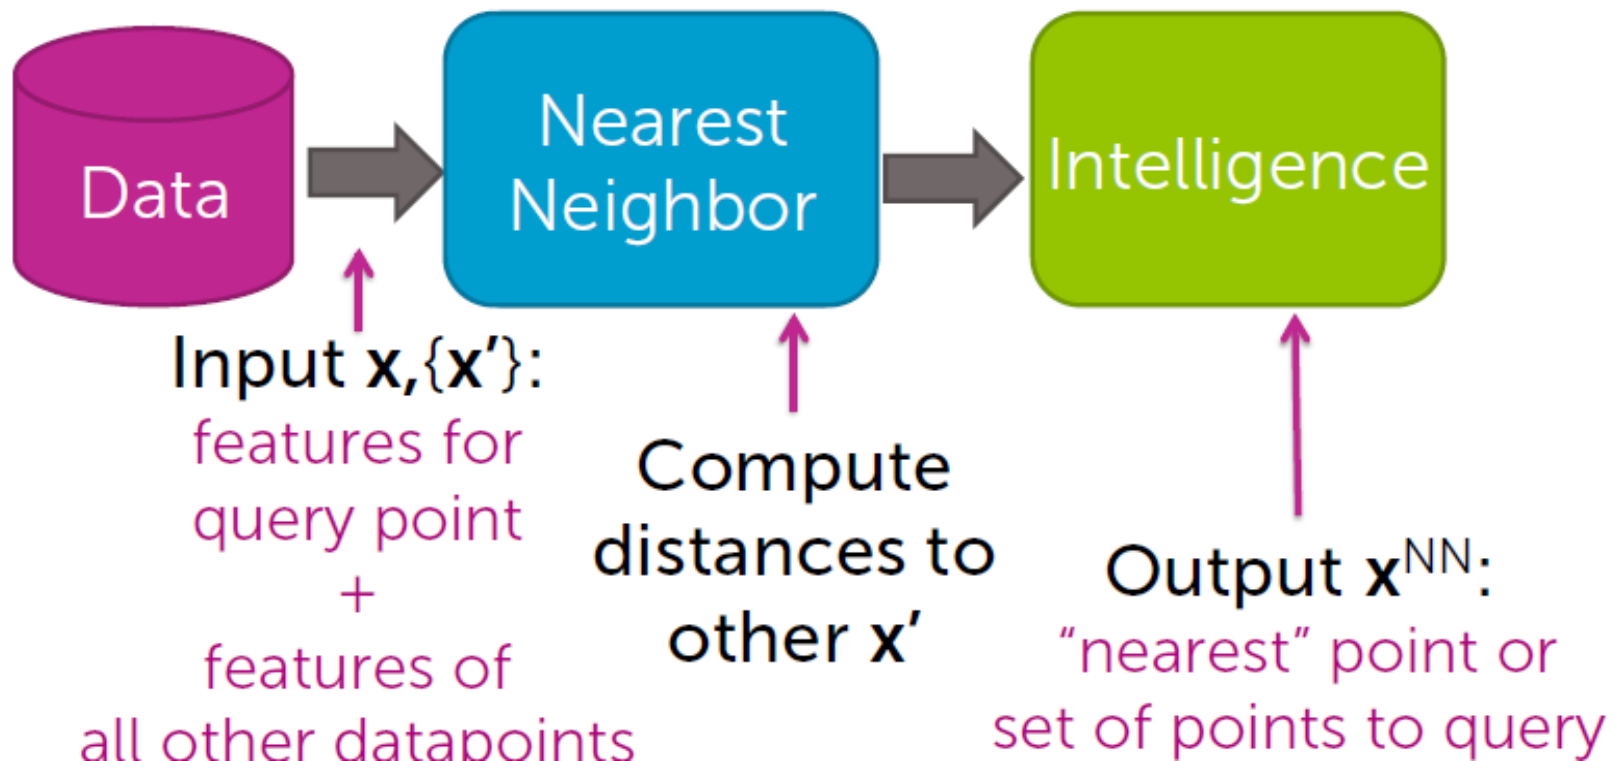 Data
Nearest
Neighbor
Intelligence
Input x,{x’}:
features for
query point
+
features of
all other datapoints
Compute
distances to
other x’
Output xᴺᴺ:
“nearest” point or
set of points to query